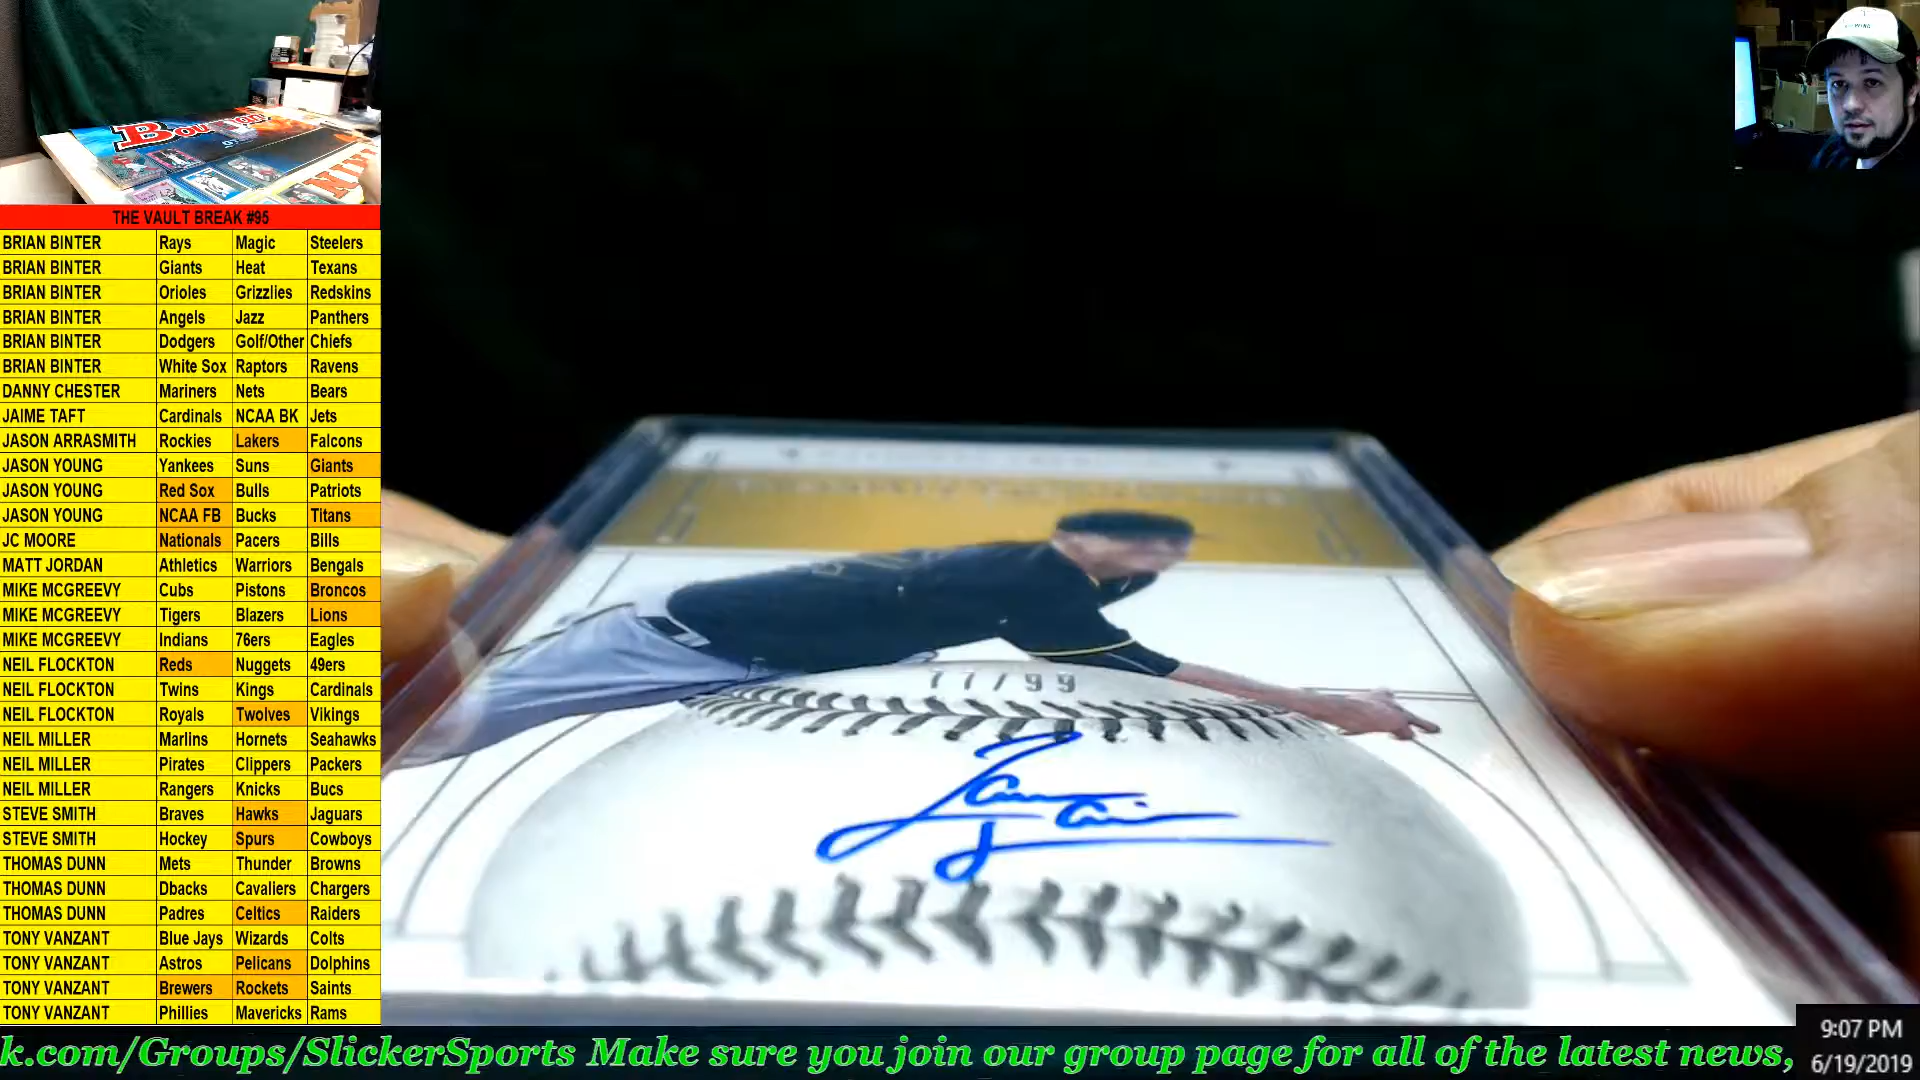 THE VAULT BREAK #95
BRIAN BINTER Rays Magic Steelers
BRIAN BINTER Giants Heat Texans
BRIAN BINTER Orioles Grizzlies Redskins
BRIAN BINTER Angels Jazz Panthers
BRIAN BINTER Dodgers Golf/Other Chiefs
BRIAN BINTER White Sox Raptors Ravens
DANNY CHESTER Mariners Nets Bears
JAIME TAFT Cardinals NCAA BK Jets
JASON ARRASMITH Rockies Lakers Falcons
JASON YOUNG Yankees Suns Giants
JASON YOUNG Red Sox Bulls Patriots
JASON YOUNG NCAA FB Bucks Titans
JC MOORE Nationals Pacers Bills
MATT JORDAN Athletics Warriors Bengals
MIKE MCGREEVY Cubs Pistons Broncos
MIKE MCGREEVY Tigers Blazers Lions
MIKE MCGREEVY Indians 76ers Eagles
NEIL FLOCKTON Reds Nuggets 49ers
NEIL FLOCKTON Twins Kings Cardinals
NEIL FLOCKTON Royals Twolves Vikings
NEIL MILLER Marlins Hornets Seahawks
NEIL MILLER Pirates Clippers Packers
NEIL MILLER Rangers Knicks Bucs
STEVE SMITH Braves Hawks Jaguars
STEVE SMITH Hockey Spurs Cowboys
THOMAS DUNN Mets Thunder Browns
THOMAS DUNN Dbacks Cavaliers Chargers
THOMAS DUNN Padres Celtics Raiders
TONY VANZANT Blue Jays Wizards Colts
TONY VANZANT Astros Pelicans Dolphins
TONY VANZANT Brewers Rockets Saints
TONY VANZANT Phillies Mavericks Rams
77/99
k.com/Groups/SlickerSports Make sure you join our group page for all of the latest news,
9:07 PM
6/19/2019